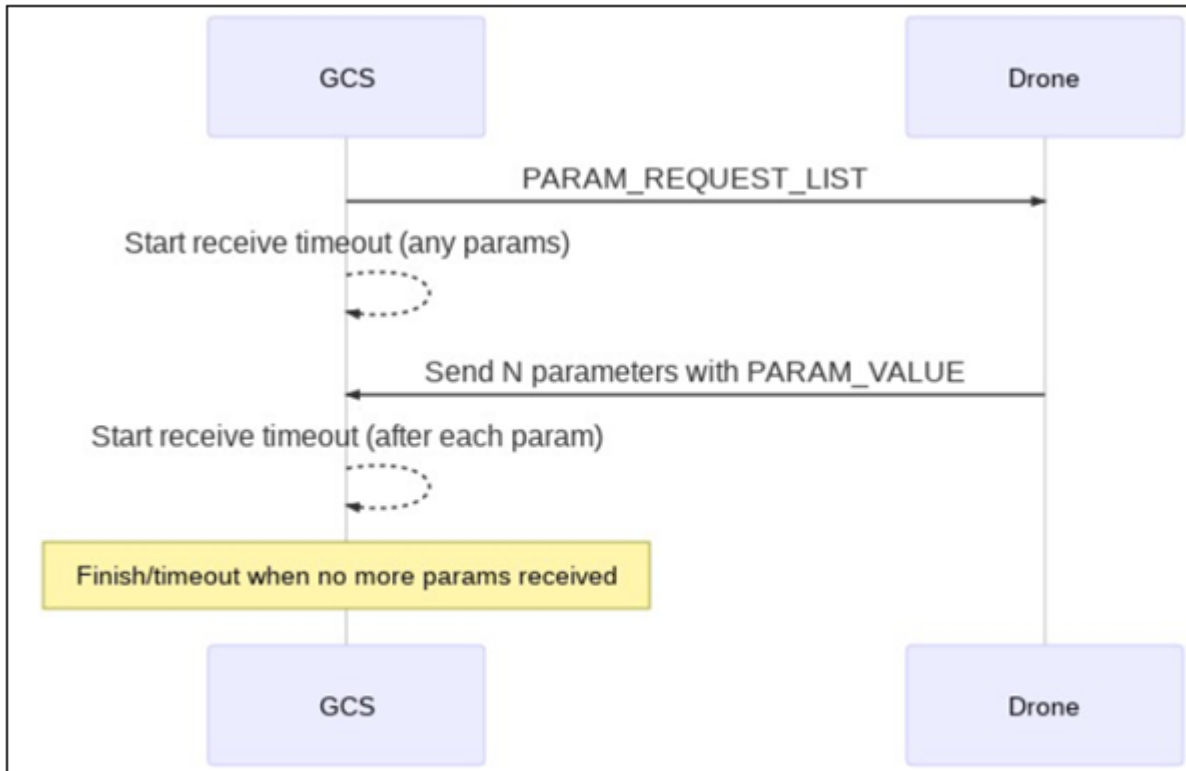 GCS
Drone
PARAM_REQUEST_LIST
Start receive timeout (any params)
Send N parameters with PARAM_VALUE
Start receive timeout (after each param)
Finish/timeout when no more params received
GCS
Drone